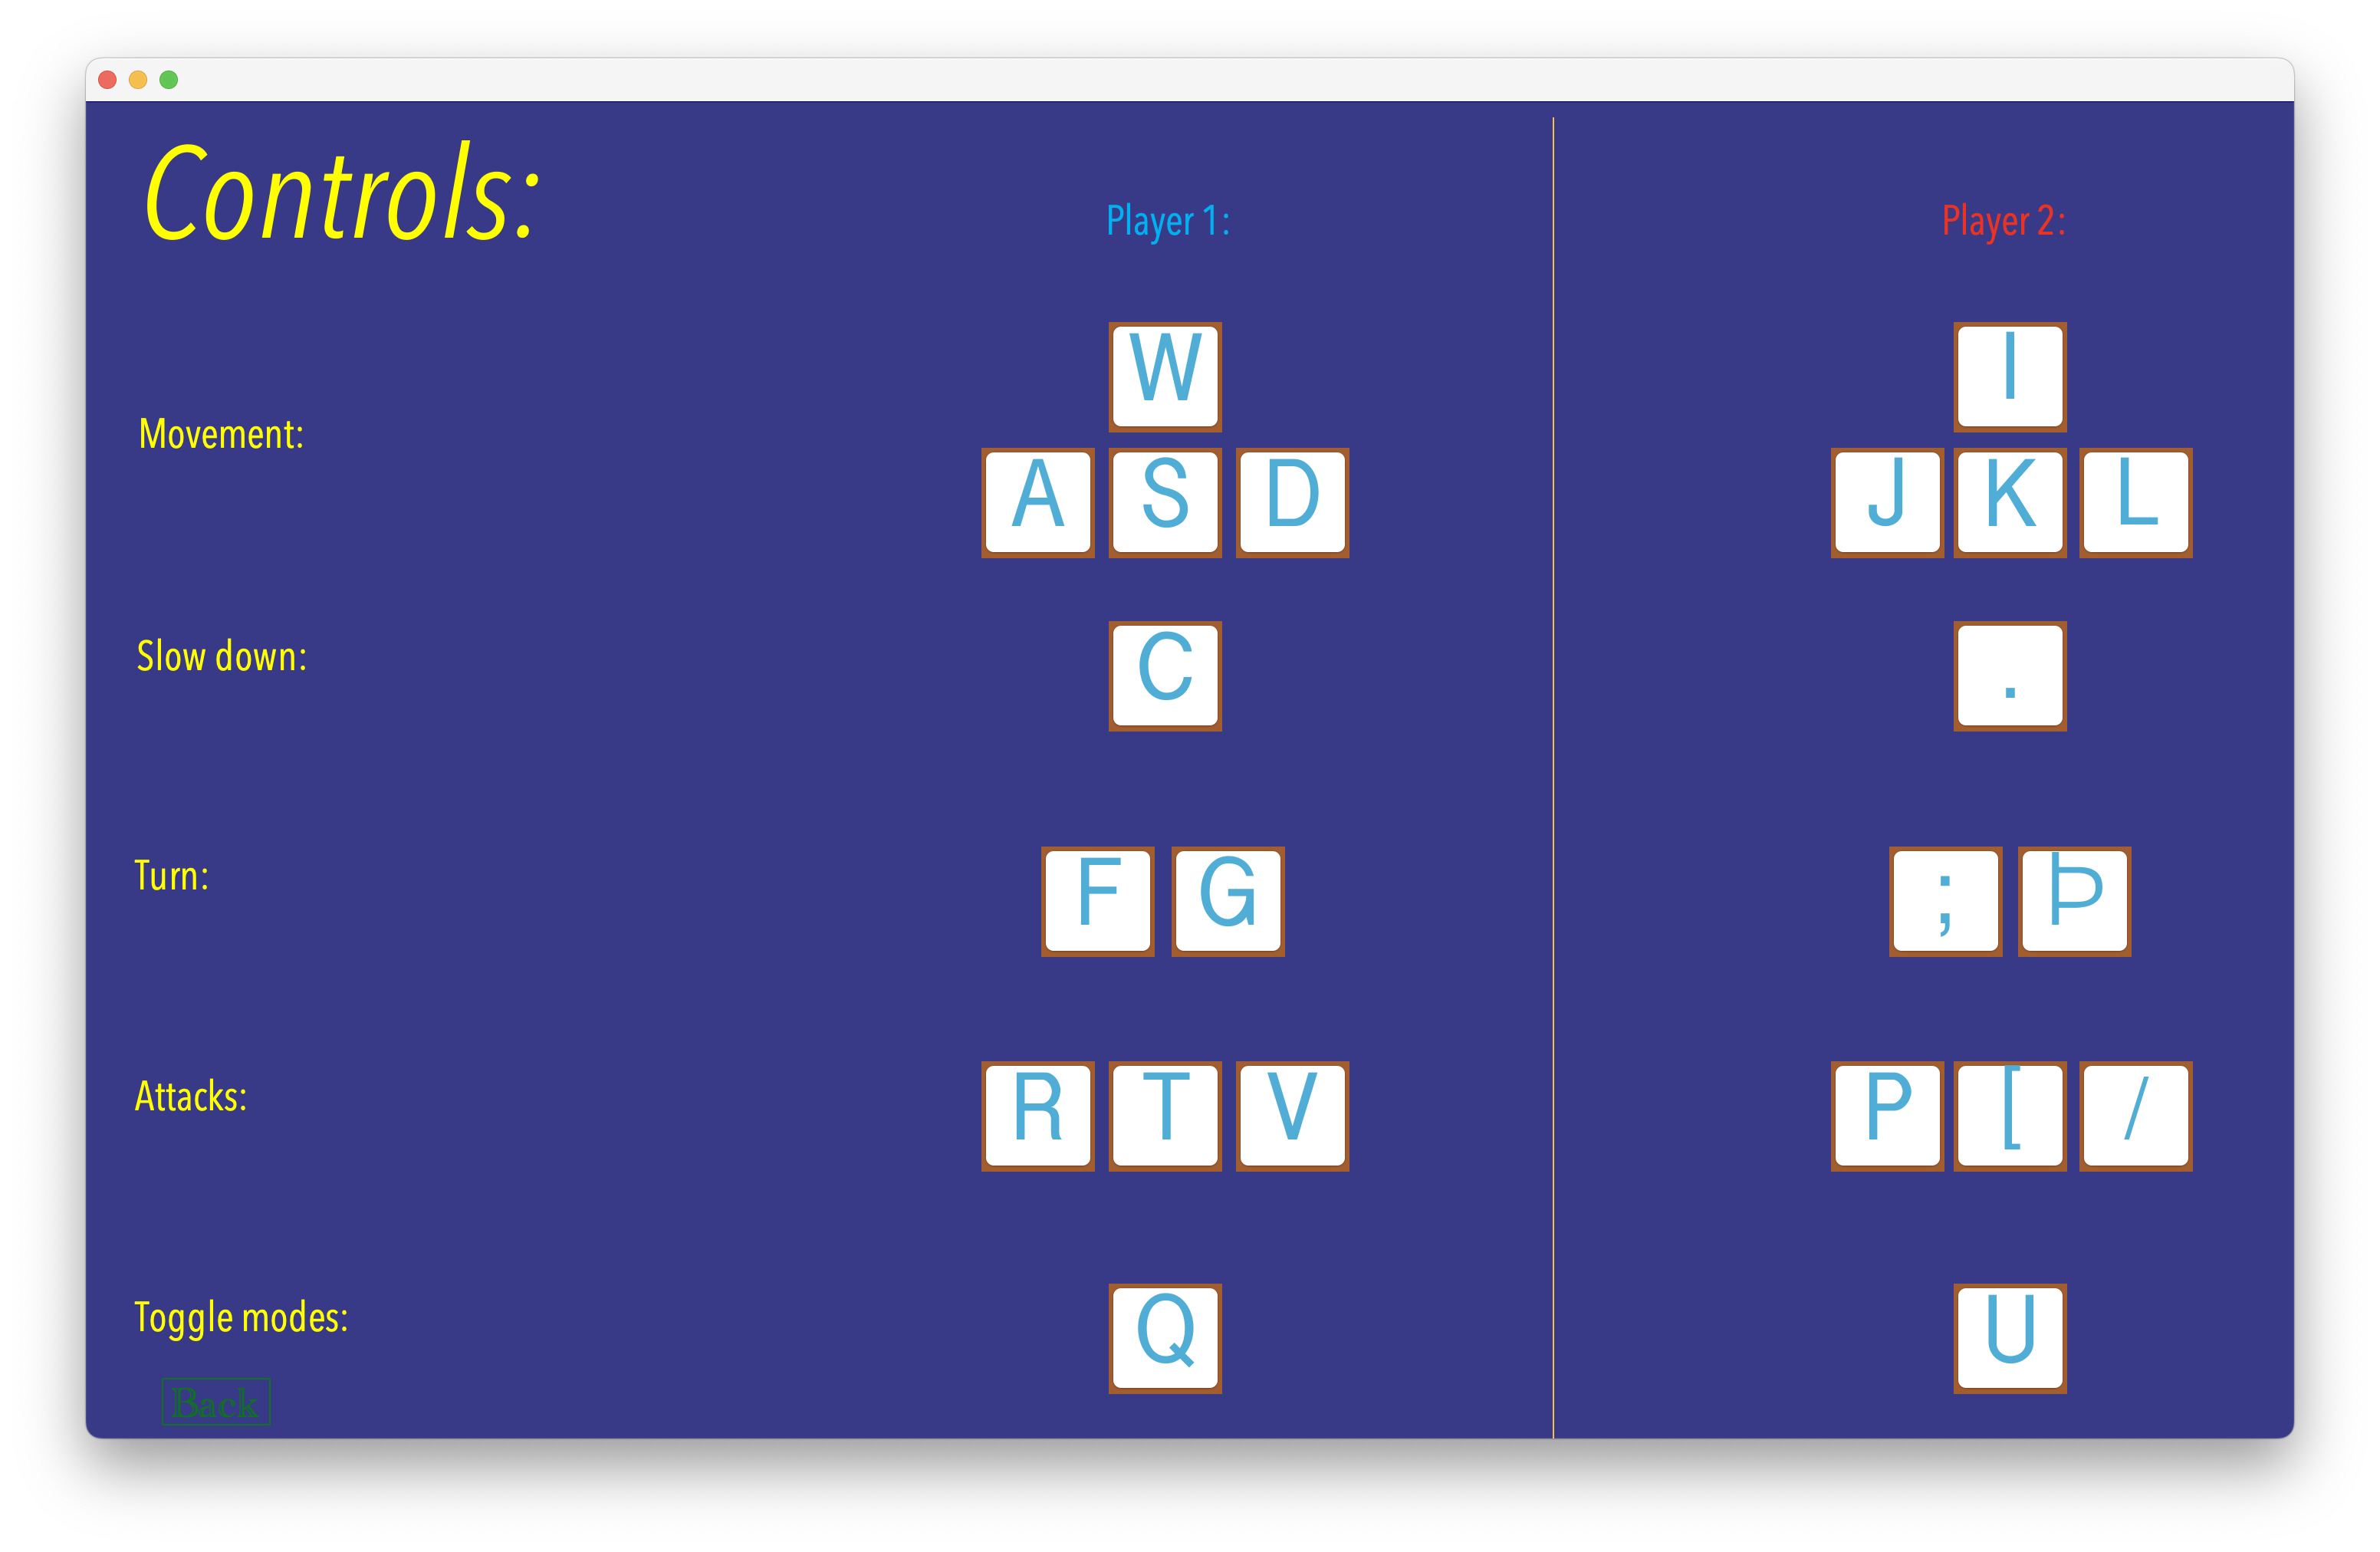 Controls:
Player 1:
Player 2:
W
I
Movement:
A S D
J K L
Slow down:
C
.
Turn:
F G
; Þ
Attacks:
R T V
P [ /
Toggle modes:
Q
U
Back